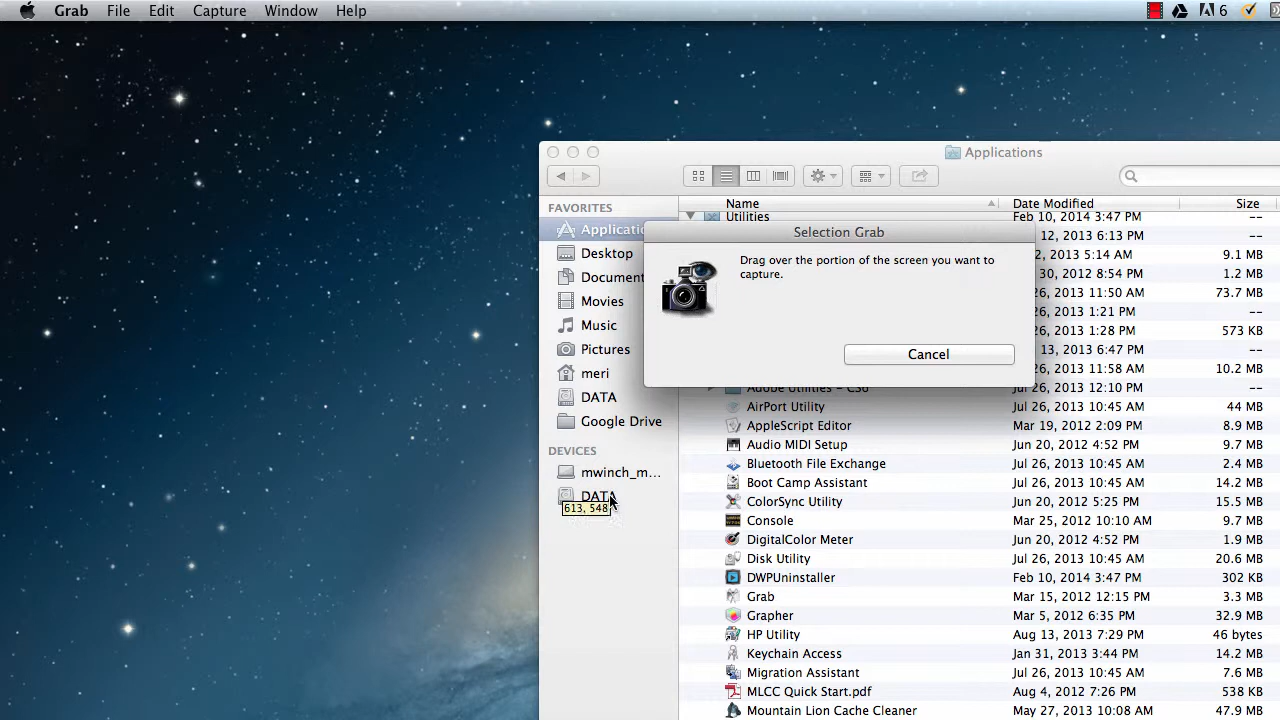 Grab File Edit Capture Window Help 6
Applications
FAVORITES
Applicatio
Desktop
Document
Movies
Music
Pictures
meri
DATA
Google Drive
DEVICES
mwinch_m...
DATA
613, 548
Name Date Modified Size
Utilities Feb 10, 2014 3:47 PM --
Selection Grab
Drag over the portion of the screen you want to
capture.
Cancel
12, 2013 6:13 PM --
2, 2013 5:14 AM 9.1 MB
30, 2012 8:54 PM 1.2 MB
26, 2013 11:50 AM 73.7 MB
26, 2013 1:21 PM --
26, 2013 1:28 PM 573 KB
13, 2013 6:47 PM --
26, 2013 11:58 AM 10.2 MB
Adobe Utilities - CS6 Jul 26, 2013 12:10 PM --
AirPort Utility Jul 26, 2013 10:45 AM 44 MB
AppleScript Editor Mar 19, 2012 2:09 PM 8.9 MB
Audio MIDI Setup Jun 20, 2012 4:52 PM 9.7 MB
Bluetooth File Exchange Jul 26, 2013 10:45 AM 2.4 MB
Boot Camp Assistant Jul 26, 2013 10:45 AM 14.2 MB
ColorSync Utility Jun 20, 2012 5:25 PM 15.5 MB
Console Mar 25, 2012 10:10 AM 9.7 MB
DigitalColor Meter Jun 20, 2012 4:52 PM 1.9 MB
Disk Utility Jul 26, 2013 10:45 AM 20.6 MB
DWPUninstaller Feb 10, 2014 3:47 PM 302 KB
Grab Mar 15, 2012 12:15 PM 3.3 MB
Grapher Mar 5, 2012 6:35 PM 32.9 MB
HP Utility Aug 13, 2013 7:29 PM 46 bytes
Keychain Access Jan 31, 2013 3:44 PM 14.2 MB
Migration Assistant Jul 26, 2013 10:45 AM 7.6 MB
MLCC Quick Start.pdf Aug 4, 2012 7:26 PM 538 KB
Mountain Lion Cache Cleaner May 27, 2013 10:08 AM 47.9 MB